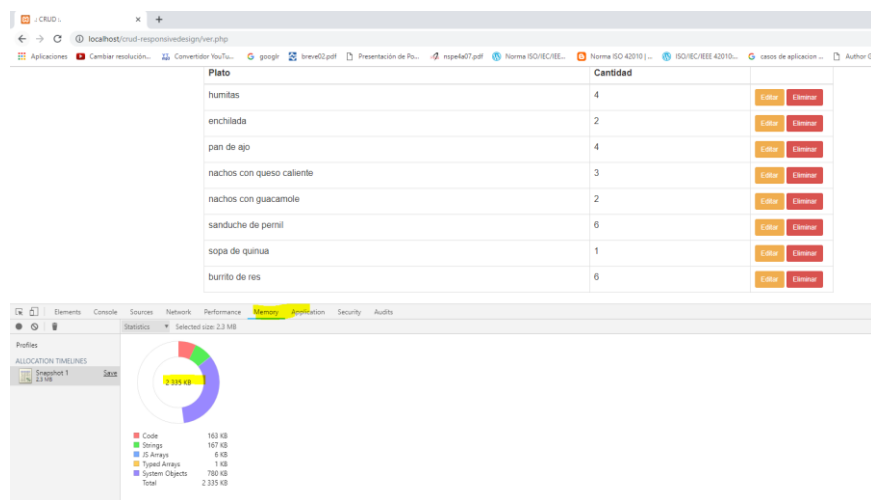 .: CRUD :.
localhost/crud-responsivedesign/ver.php
Aplicaciones Cambiar resolución... Convertidor YouTu... googlr breve02.pdf Presentación de Po... nspe4a07.pdf Norma ISO/IEC/IEE... Norma ISO 42010 | ... ISO/IEC/IEEE 42010... casos de aplicacion ... Author G
Plato Cantidad
humitas 4 Editar Eliminar
enchilada 2 Editar Eliminar
pan de ajo 4 Editar Eliminar
nachos con queso caliente 3 Editar Eliminar
nachos con guacamole 2 Editar Eliminar
sanduche de pernil 6 Editar Eliminar
sopa de quinua 1 Editar Eliminar
burrito de res 6 Editar Eliminar
Elements Console Sources Network Performance Memory Application Security Audits
Statistics Selected size: 2.3 MB
Profiles
ALLOCATION TIMELINES
Snapshot 1 Save
2.3 MB
2 335 KB
Code 163 KB
Strings 167 KB
JS Arrays 6 KB
Typed Arrays 1 KB
System Objects 780 KB
Total 2 335 KB